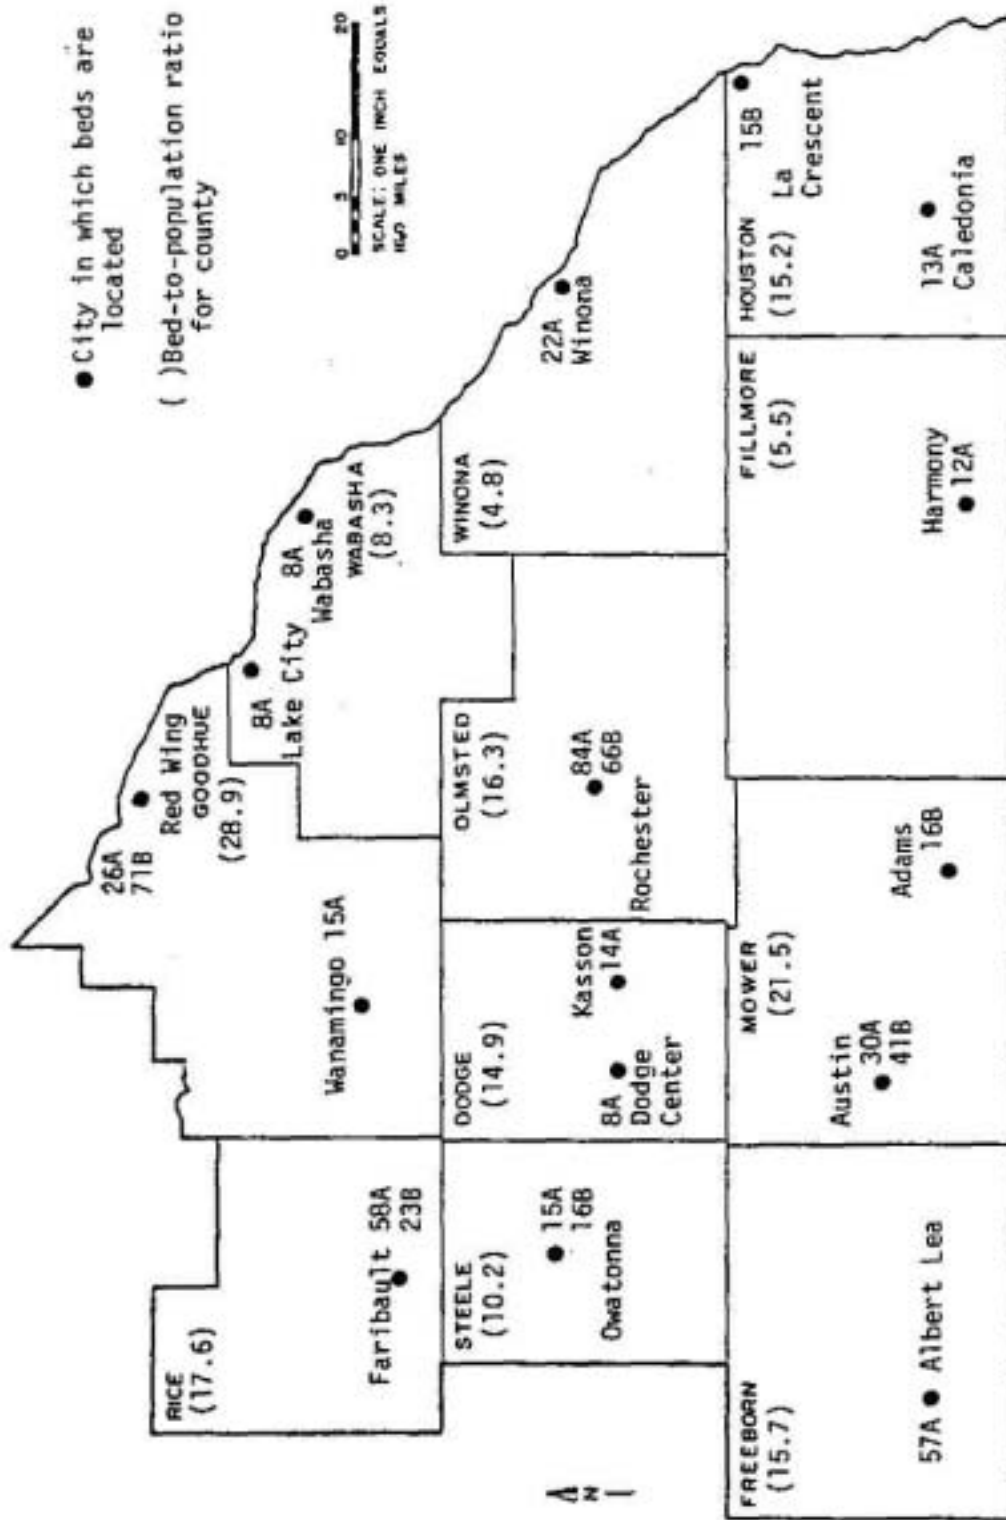 ● City in which beds are
located
( )Bed-to-population ratio
for county
0 5 10 20
SCALE: ONE INCH EQUALS
MILES
N
RICE
(17.6)
Faribault 58A
23B
26A
71B
Red Wing
GOODHUE
(28.9)
Wanamingo 15A
8A
Lake City
8A
Wabasha
WABASHA
(8.3)
STEELE
(10.2)
15A
16B
Owatonna
DODGE
(14.9)
Kasson
14A
8A
Dodge
Center
OLMSTED
(16.3)
84A
66B
Rochester
WINONA
(4.8)
22A
Winona
FREEBORN
(15.7)
57A ● Albert Lea
MOWER
(21.5)
Austin
30A
41B
Adams
16B
FILLMORE
(5.5)
Harmony
12A
HOUSTON
(15.2)
15B
La
Crescent
13A
Caledonia